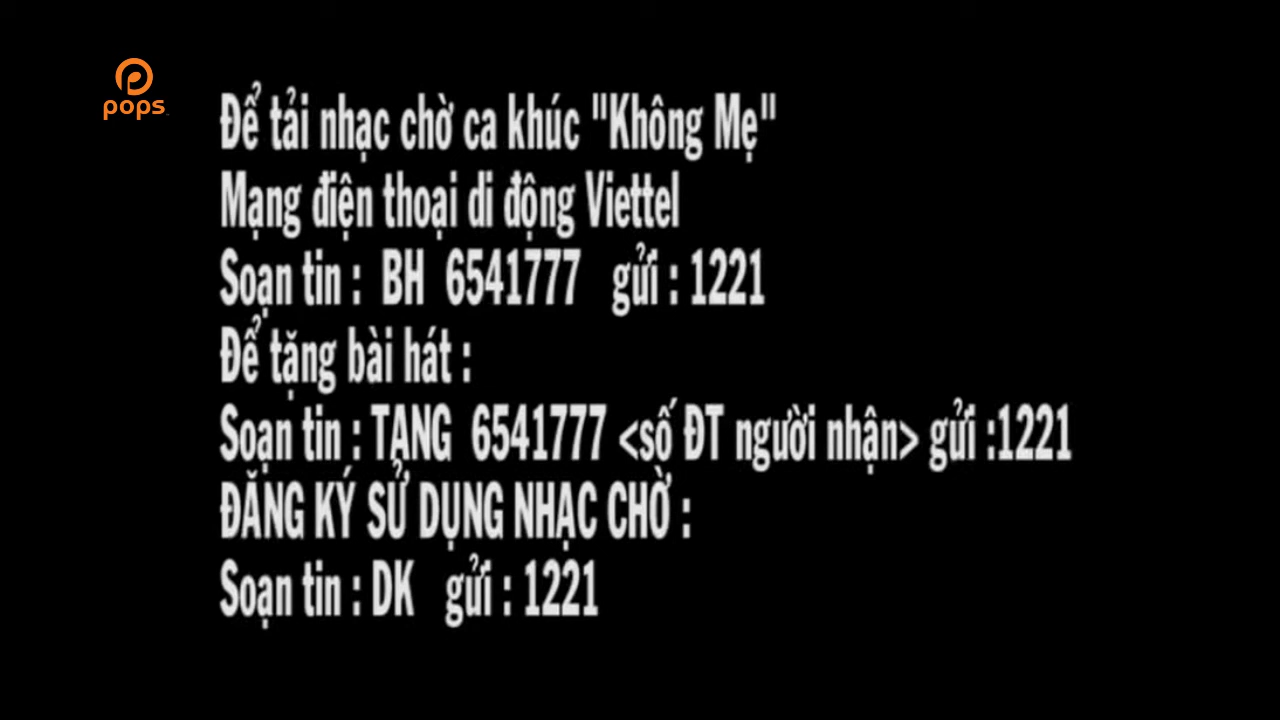 pops
Để tải nhạc chờ ca khúc "Không Mẹ"
Mạng điện thoại di động Viettel
Soạn tin : BH 6541777 gửi : 1221
Để tặng bài hát :
Soạn tin : TANG 6541777 <số ĐT người nhận> gửi :1221
ĐĂNG KÝ SỬ DỤNG NHẠC CHỜ :
Soạn tin : DK gửi : 1221